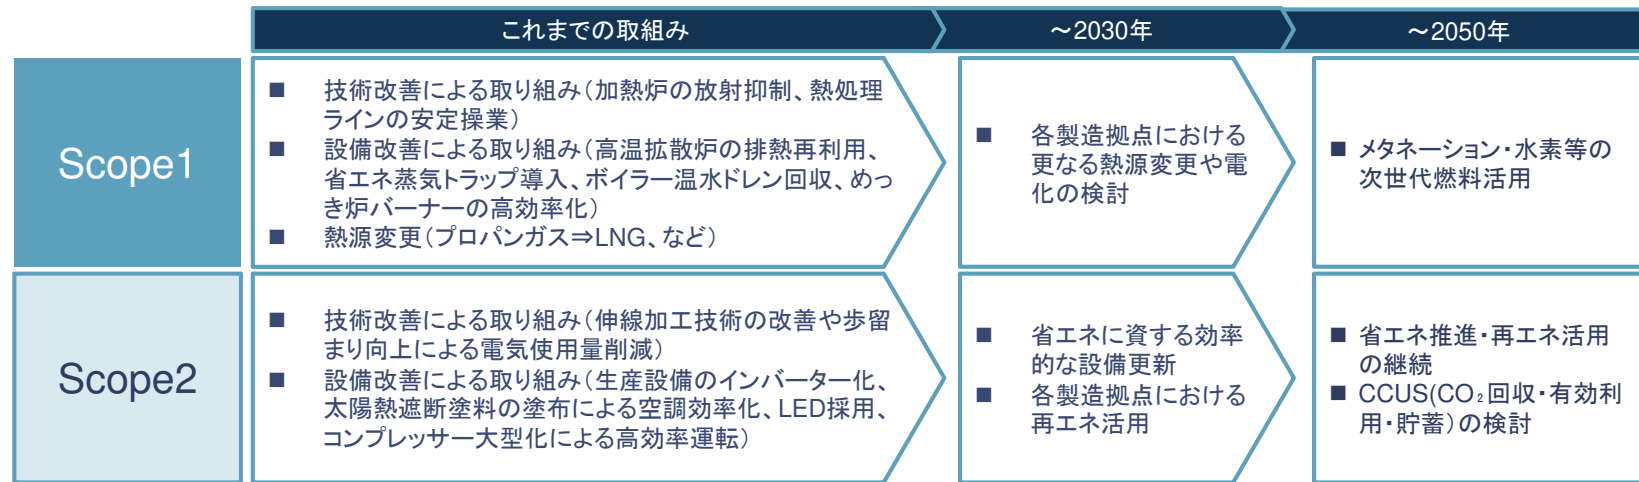 これまでの取組み
～2030年
～2050年
Scope1
■ 技術改善による取り組み（加熱炉の放射抑制、熱処理
ラインの安定操業）
■ 設備改善による取り組み（高温拡散炉の排熱再利用、
省エネ蒸気トラップ導入、ボイラー温水ドレン回収、めっ
き炉バーナーの高効率化）
■ 熱源変更（プロパンガス⇒LNG、など）
■ 各製造拠点における
更なる熱源変更や電
化の検討
■ メタネーション・水素等の
次世代燃料活用
Scope2
■ 技術改善による取り組み（伸線加工技術の改善や歩留
まり向上による電気使用量削減）
■ 設備改善による取り組み（生産設備のインバーター化、
太陽熱遮断塗料の塗布による空調効率化、LED採用、
コンプレッサー大型化による高効率運転）
■ 省エネに資する効率
的な設備更新
■ 各製造拠点における
再エネ活用
■ 省エネ推進・再エネ活用
の継続
■ CCUS(CO₂回収・有効利
用・貯蓄）の検討